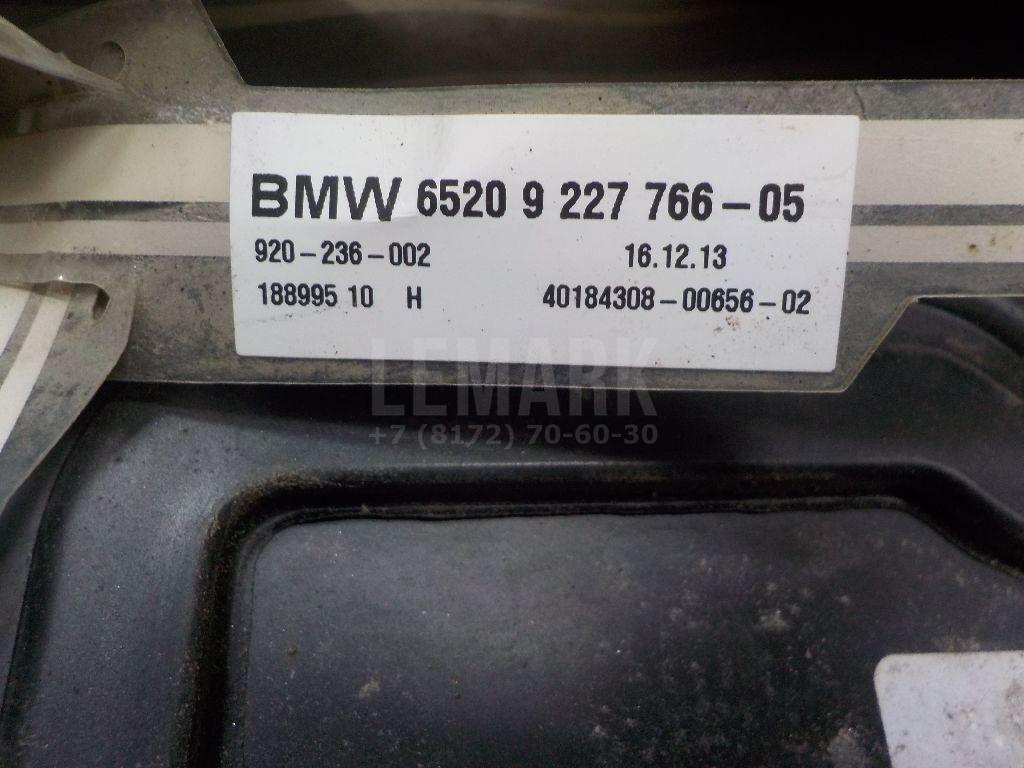 BMW 6520 9 227 766-05
920-236-002 16.12.13
188995 10 H 40184308-00656-02
LEMARK
+7 (8172) 70-60-30